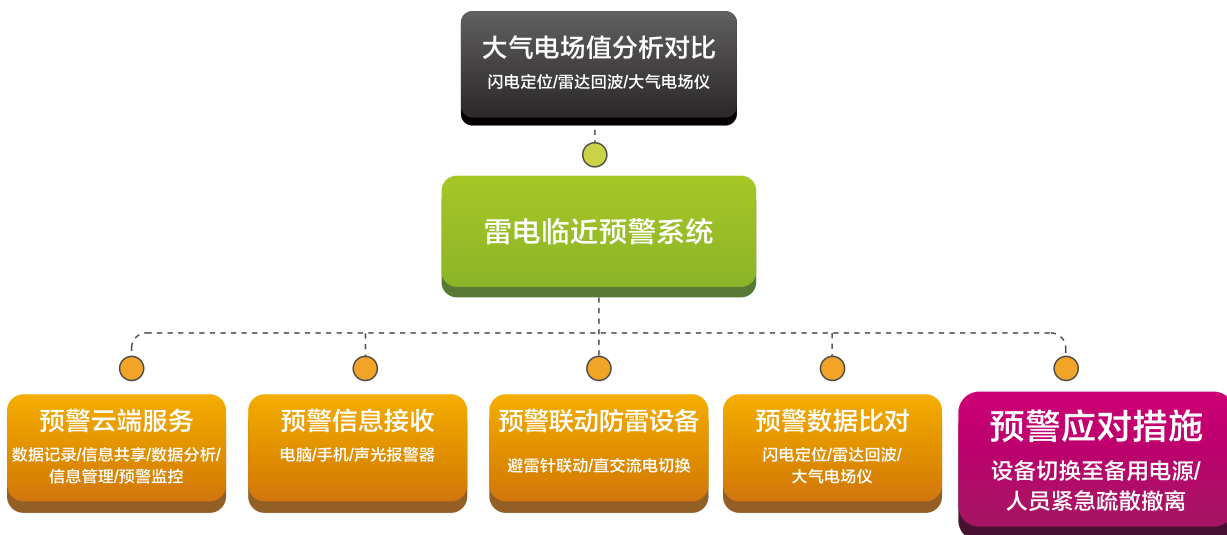 大气电场值分析对比
闪电定位/雷达回波/大气电场仪
雷电临近预警系统
预警云端服务
数据记录/信息共享/数据分析/
信息管理/预警监控
预警信息接收
电脑/手机/声光报警器
预警联动防雷设备
避雷针联动/直交流电切换
预警数据比对
闪电定位/雷达回波/
大气电场仪
预警应对措施
设备切换至备用电源/
人员紧急疏散撤离